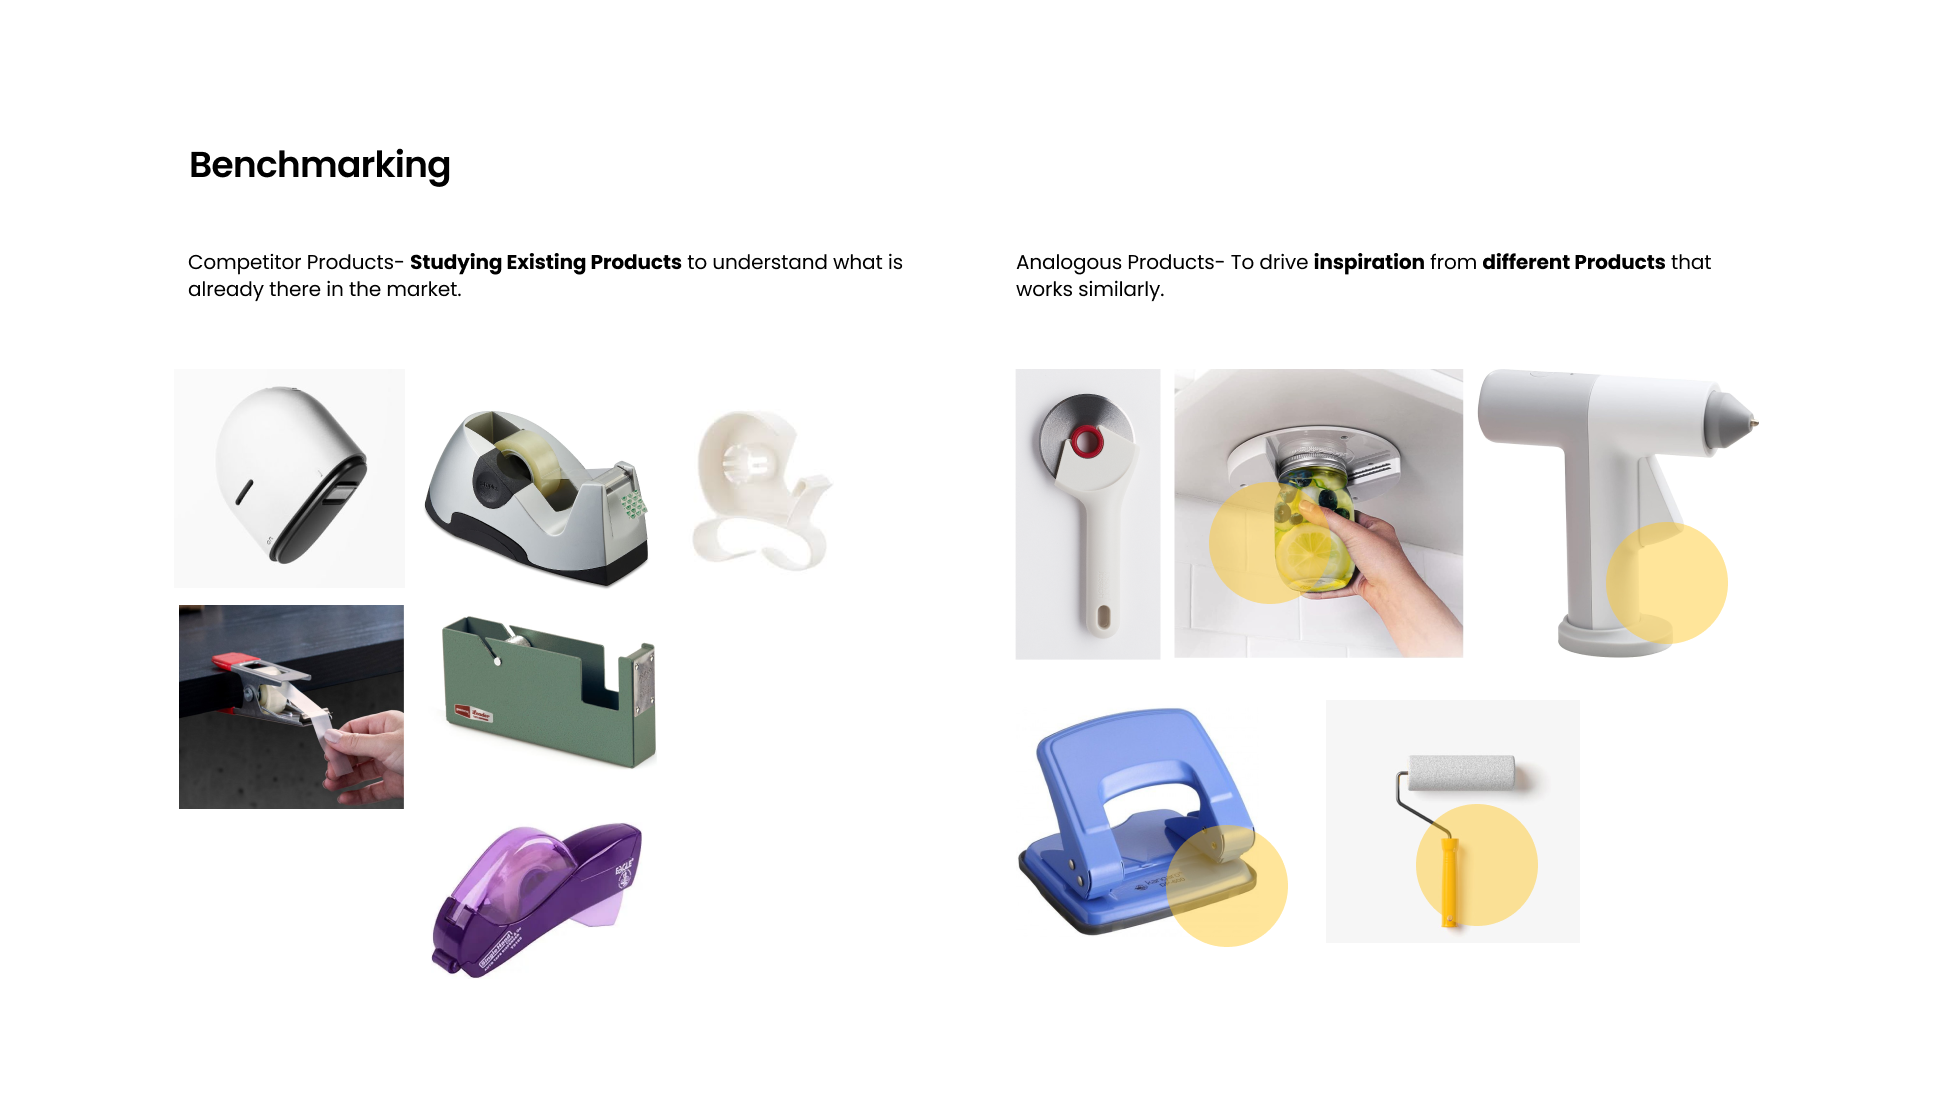 Benchmarking
Competitor Products- Studying Existing Products to understand what is
already there in the market.
Analogous Products- To drive inspiration from different Products that
works similarly.
EAGLE